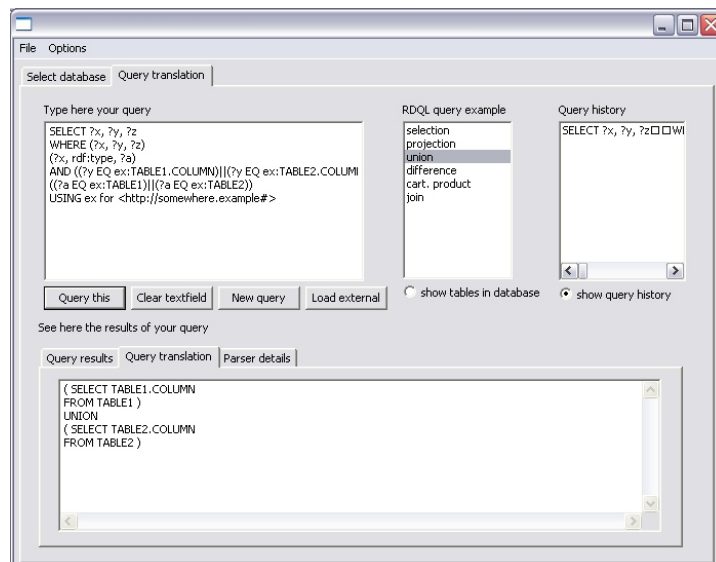 File Options
Select database Query translation
Type here your query
SELECT ?x, ?y, ?z
WHERE (?x, ?y, ?z)
(?x, rdf:type, ?a)
AND ((?y EQ ex:TABLE1.COLUMN)||(?y EQ ex:TABLE2.COLUMI
((?a EQ ex:TABLE1)||(?a EQ ex:TABLE2))
USING ex for <http://somewhere.example#>
RDQL query example
selection
projection
union
difference
cart. product
join
Query history
SELECT ?x, ?y, ?z□□WI
Query this Clear textfield New query Load external
show tables in database
show query history
See here the results of your query
Query results Query translation Parser details
( SELECT TABLE1.COLUMN
FROM TABLE1 )
UNION
( SELECT TABLE2.COLUMN
FROM TABLE2 )